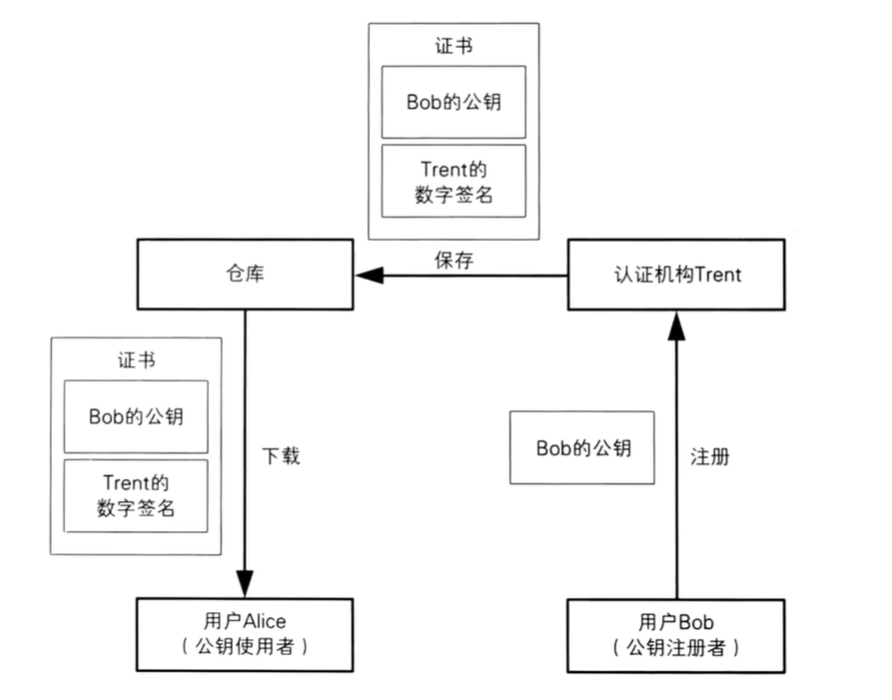 证书
Bob的公钥
Trent的
数字签名
仓库
保存
认证机构Trent
证书
Bob的公钥
Trent的
数字签名
下载
Bob的公钥
注册
用户Alice
（公钥使用者）
用户Bob
（公钥注册者）